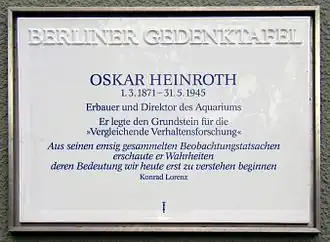 BERLINER GEDENKTAFEL
OSKAR HEINROTH
1. 3. 1871 – 31. 5. 1945
Erbauer und Direktor des Aquariums
Er legte den Grundstein für die
»Vergleichende Verhaltensforschung«
Aus seinen emsig gesammelten Beobachtungstatsachen
erschaute er Wahrheiten
deren Bedeutung wir heute erst zu verstehen beginnen
Konrad Lorenz